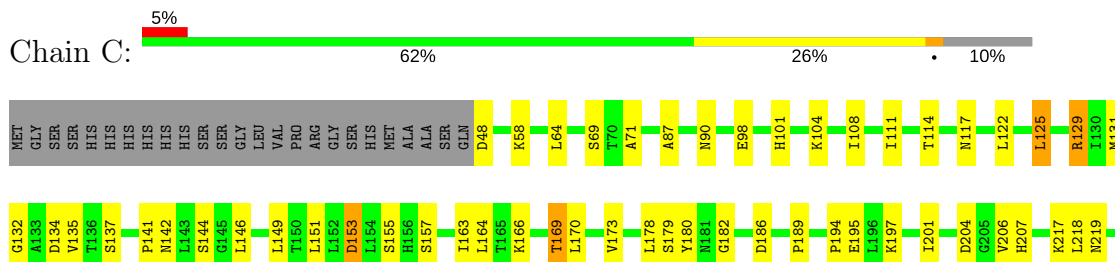 5%
Chain C:
62% 26% • 10%
MET GLY SER SER HIS HIS HIS HIS HIS HIS SER SER GLY LEU VAL PRO ARG GLY SER HIS MET ALA ALA SER GLN D48 K58 L64 S69 T70 A71 A87 N90 E98 H101 K104 I108 I111 T114 N117 L122 L125 R129 I130 M131
G132 A133 D134 V135 T136 S137 P141 N142 L143 S144 G145 L146 L149 T150 L151 L152 D153 L154 S155 H156 S157 I163 L164 T165 K166 T169 L170 V173 L178 S179 Y180 N181 G182 D186 P189 P194 E195 L196 K197 I201 D204 G205 V206 H207 K217 L218 N219